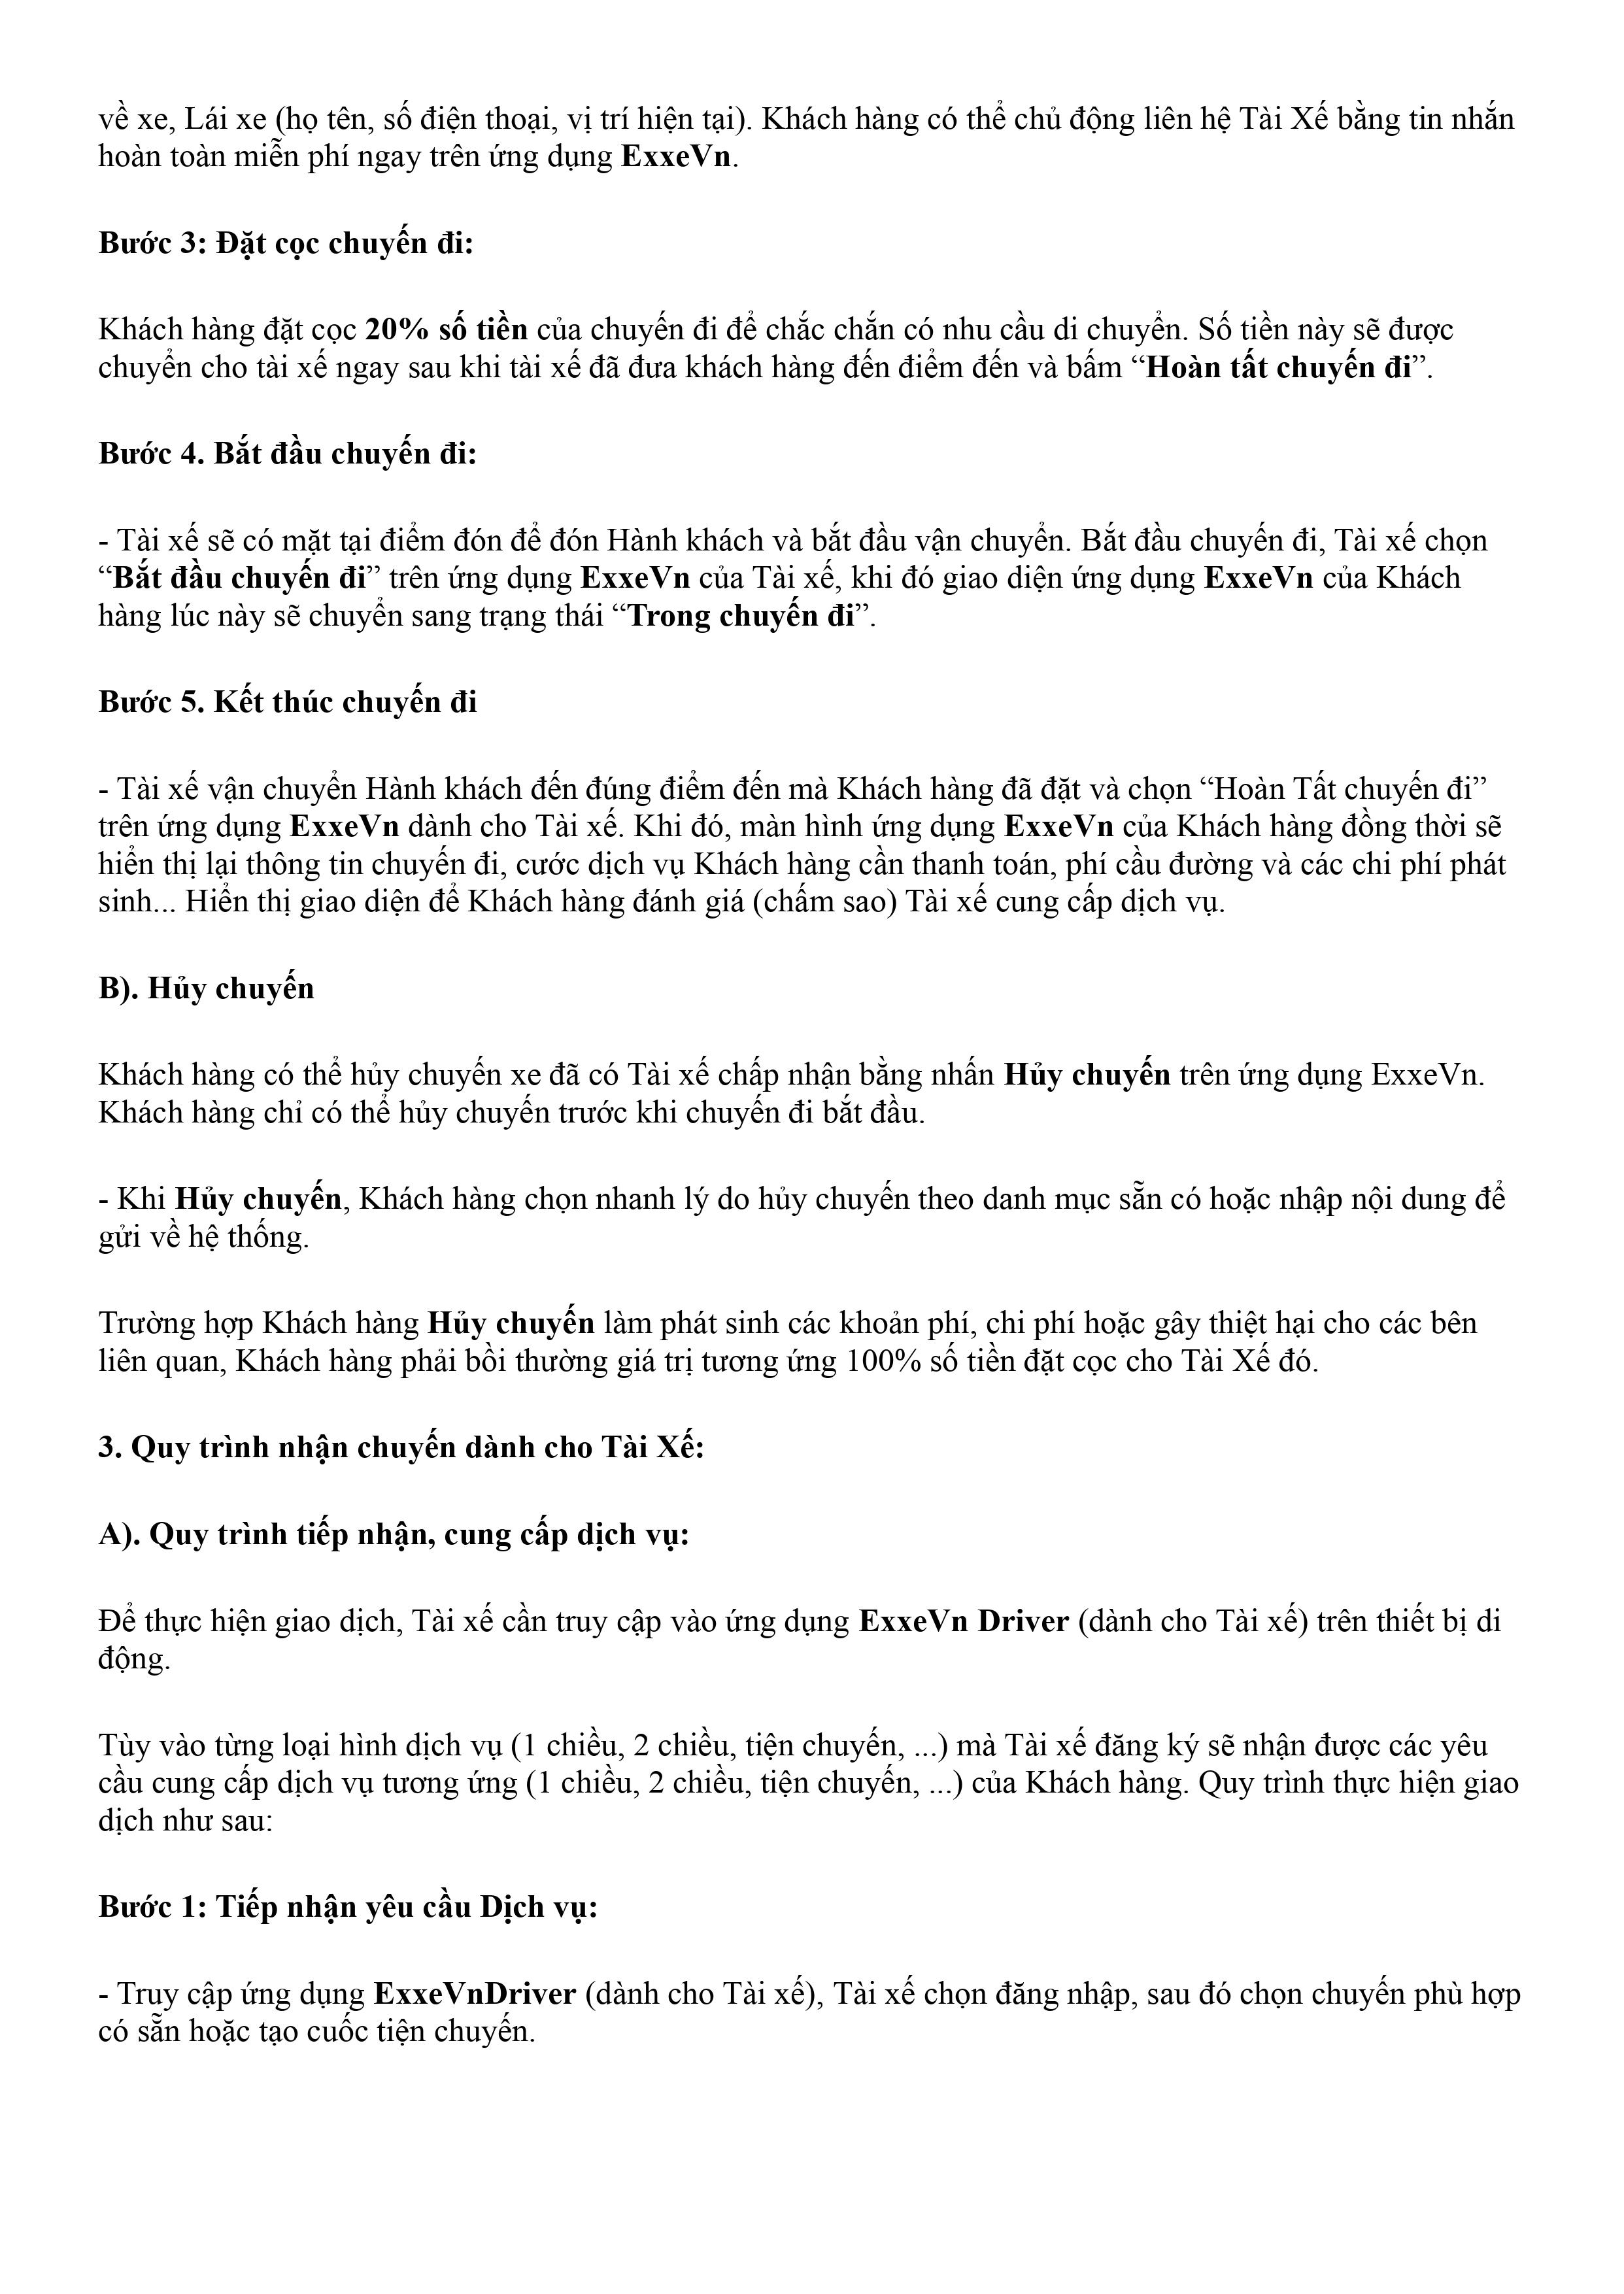 về xe, Lái xe (họ tên, số điện thoại, vị trí hiện tại). Khách hàng có thể chủ động liên hệ Tài Xế bằng tin nhắn
hoàn toàn miễn phí ngay trên ứng dụng ExxeVn.
Bước 3: Đặt cọc chuyến đi:
Khách hàng đặt cọc 20% số tiền của chuyến đi để chắc chắn có nhu cầu di chuyển. Số tiền này sẽ được
chuyển cho tài xế ngay sau khi tài xế đã đưa khách hàng đến điểm đến và bấm “Hoàn tất chuyến đi”.
Bước 4. Bắt đầu chuyến đi:
- Tài xế sẽ có mặt tại điểm đón để đón Hành khách và bắt đầu vận chuyển. Bắt đầu chuyến đi, Tài xế chọn
“Bắt đầu chuyến đi” trên ứng dụng ExxeVn của Tài xế, khi đó giao diện ứng dụng ExxeVn của Khách
hàng lúc này sẽ chuyển sang trạng thái “Trong chuyến đi”.
Bước 5. Kết thúc chuyến đi
- Tài xế vận chuyển Hành khách đến đúng điểm đến mà Khách hàng đã đặt và chọn “Hoàn Tất chuyến đi”
trên ứng dụng ExxeVn dành cho Tài xế. Khi đó, màn hình ứng dụng ExxeVn của Khách hàng đồng thời sẽ
hiển thị lại thông tin chuyến đi, cước dịch vụ Khách hàng cần thanh toán, phí cầu đường và các chi phí phát
sinh... Hiển thị giao diện để Khách hàng đánh giá (chấm sao) Tài xế cung cấp dịch vụ.
B). Hủy chuyến
Khách hàng có thể hủy chuyến xe đã có Tài xế chấp nhận bằng nhấn Hủy chuyến trên ứng dụng ExxeVn.
Khách hàng chỉ có thể hủy chuyến trước khi chuyến đi bắt đầu.
- Khi Hủy chuyến, Khách hàng chọn nhanh lý do hủy chuyến theo danh mục sẵn có hoặc nhập nội dung để
gửi về hệ thống.
Trường hợp Khách hàng Hủy chuyến làm phát sinh các khoản phí, chi phí hoặc gây thiệt hại cho các bên
liên quan, Khách hàng phải bồi thường giá trị tương ứng 100% số tiền đặt cọc cho Tài Xế đó.
3. Quy trình nhận chuyến dành cho Tài Xế:
A). Quy trình tiếp nhận, cung cấp dịch vụ:
Để thực hiện giao dịch, Tài xế cần truy cập vào ứng dụng ExxeVn Driver (dành cho Tài xế) trên thiết bị di
động.
Tùy vào từng loại hình dịch vụ (1 chiều, 2 chiều, tiện chuyến, ...) mà Tài xế đăng ký sẽ nhận được các yêu
cầu cung cấp dịch vụ tương ứng (1 chiều, 2 chiều, tiện chuyến, ...) của Khách hàng. Quy trình thực hiện giao
dịch như sau:
Bước 1: Tiếp nhận yêu cầu Dịch vụ:
- Truy cập ứng dụng ExxeVnDriver (dành cho Tài xế), Tài xế chọn đăng nhập, sau đó chọn chuyến phù hợp
có sẵn hoặc tạo cuốc tiện chuyến.